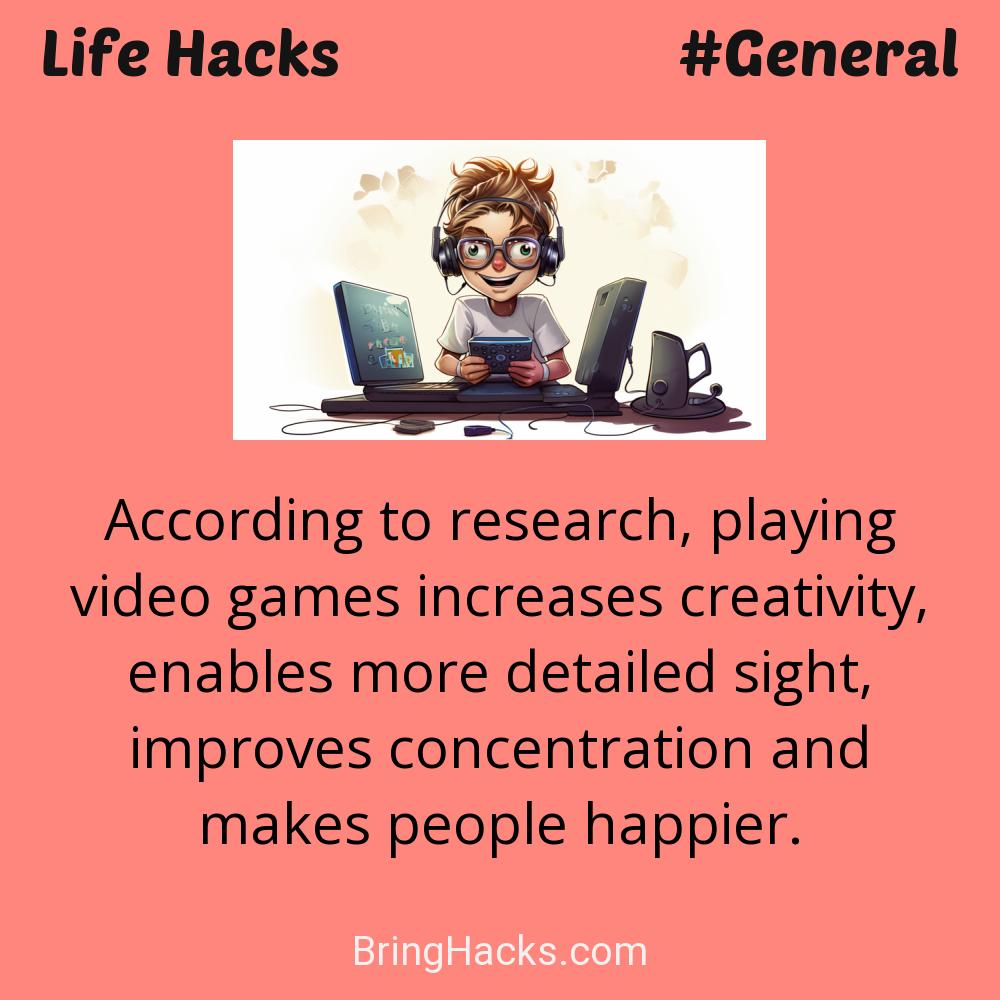 Life Hacks
#General
According to research, playing
video games increases creativity,
enables more detailed sight,
improves concentration and
makes people happier.
BringHacks.com